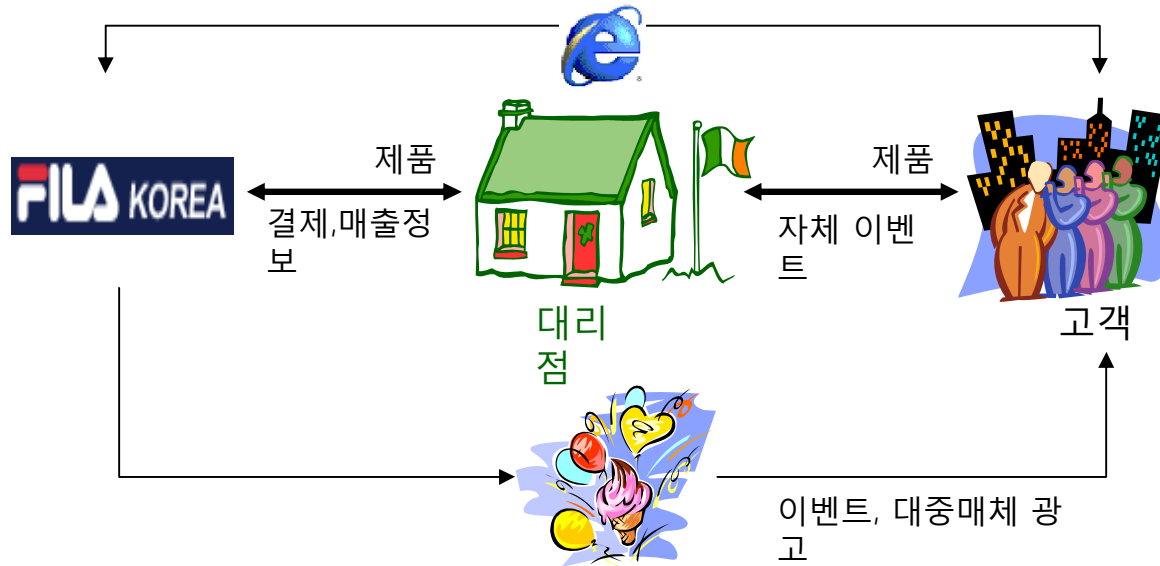 제품
제품
FILA KOREA
결제,매출정
보
자체 이벤
트
대리
점
고객
이벤트, 대중매체 광
고